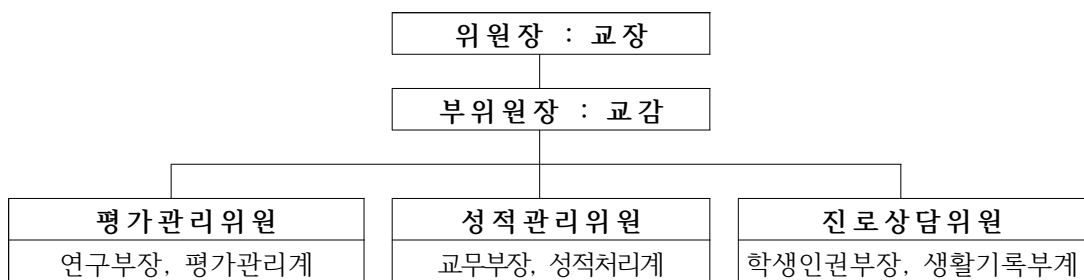 위원장 : 교장
부위원장 : 교감
평가관리위원
연구부장, 평가관리계
성적관리위원
교무부장, 성적처리계
진로상담위원
학생인권부장, 생활기록부계